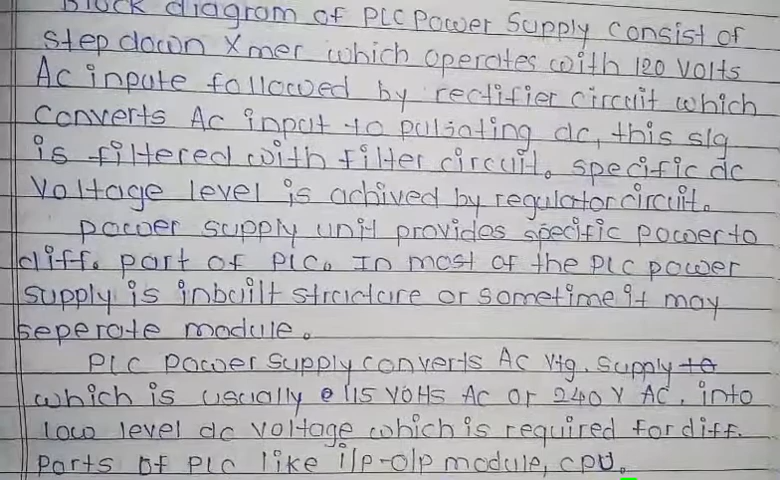 Block diagram of PLC Power Supply consist of
Step down Xmer which operates with 120 Volts
Ac inpute followed by rectifier circuit which
converts Ac input to pulsating dc, this sig
is filtered with filter circuit. specific dc
Voltage level is achived by regulator circuit.
Power supply unit provides specific power to
diff. part of PLC. In most of the PLC power
supply is inbuilt structure or sometime it may
seperate module.
PLC power supply converts Ac Vtg. Supply to
which is usually 115 Volts Ac or 240 V AC, into
low level dc voltage which is required for diff.
Parts of PLC like i/p-o/p module, CPU.